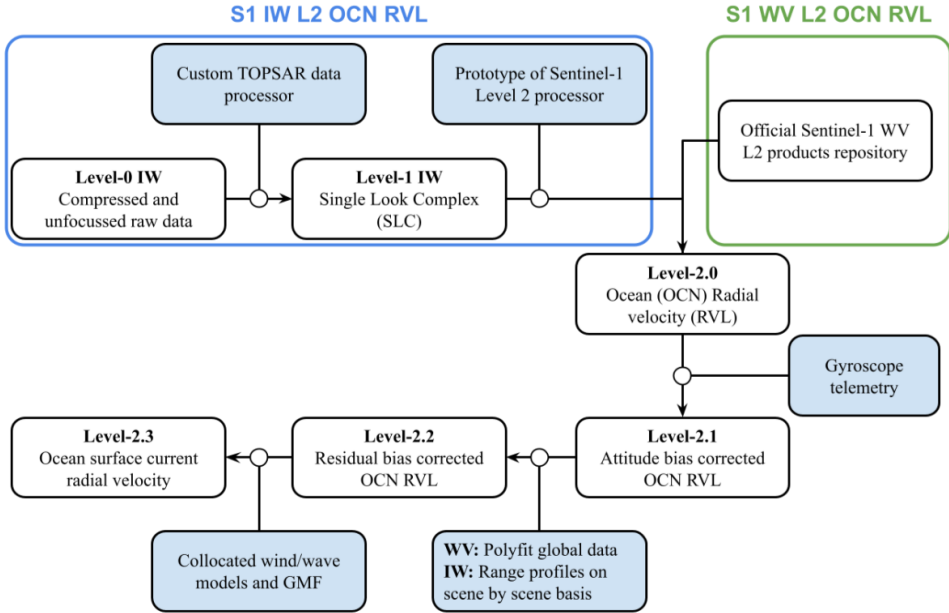 S1 IW L2 OCN RVL
S1 WV L2 OCN RVL
Custom TOPSAR data
processor
Prototype of Sentinel-1
Level 2 processor
Official Sentinel-1 WV
L2 products repository
Level-0 IW
Compressed and
unfocussed raw data
Level-1 IW
Single Look Complex
(SLC)
Level-2.0
Ocean (OCN) Radial
velocity (RVL)
Gyroscope
telemetry
Level-2.3
Ocean surface current
radial velocity
Level-2.2
Residual bias corrected
OCN RVL
Level-2.1
Attitude bias corrected
OCN RVL
Collocated wind/wave
models and GMF
WV: Polyfit global data
IW: Range profiles on
scene by scene basis